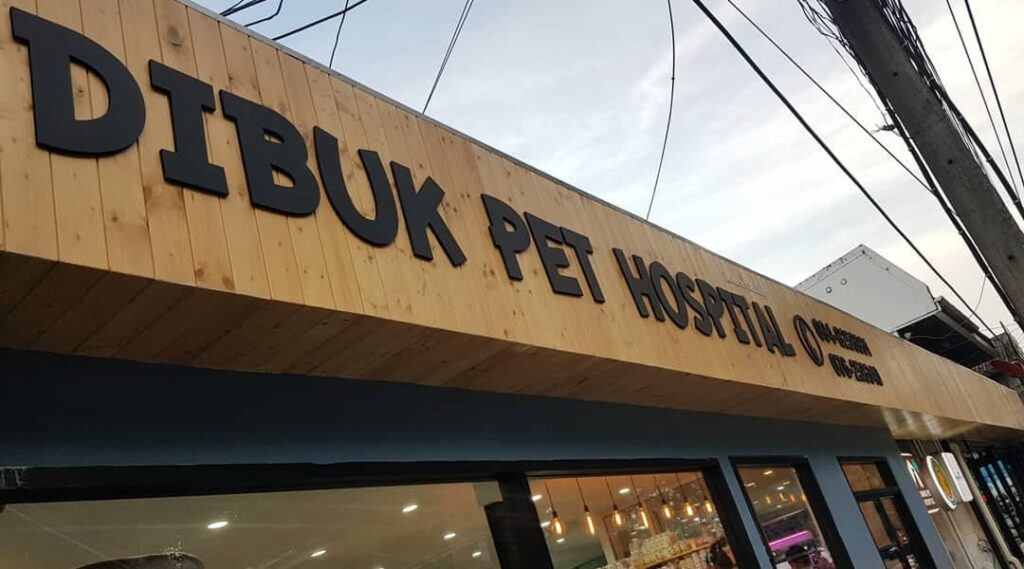 DIBUK PET HOSPITAL